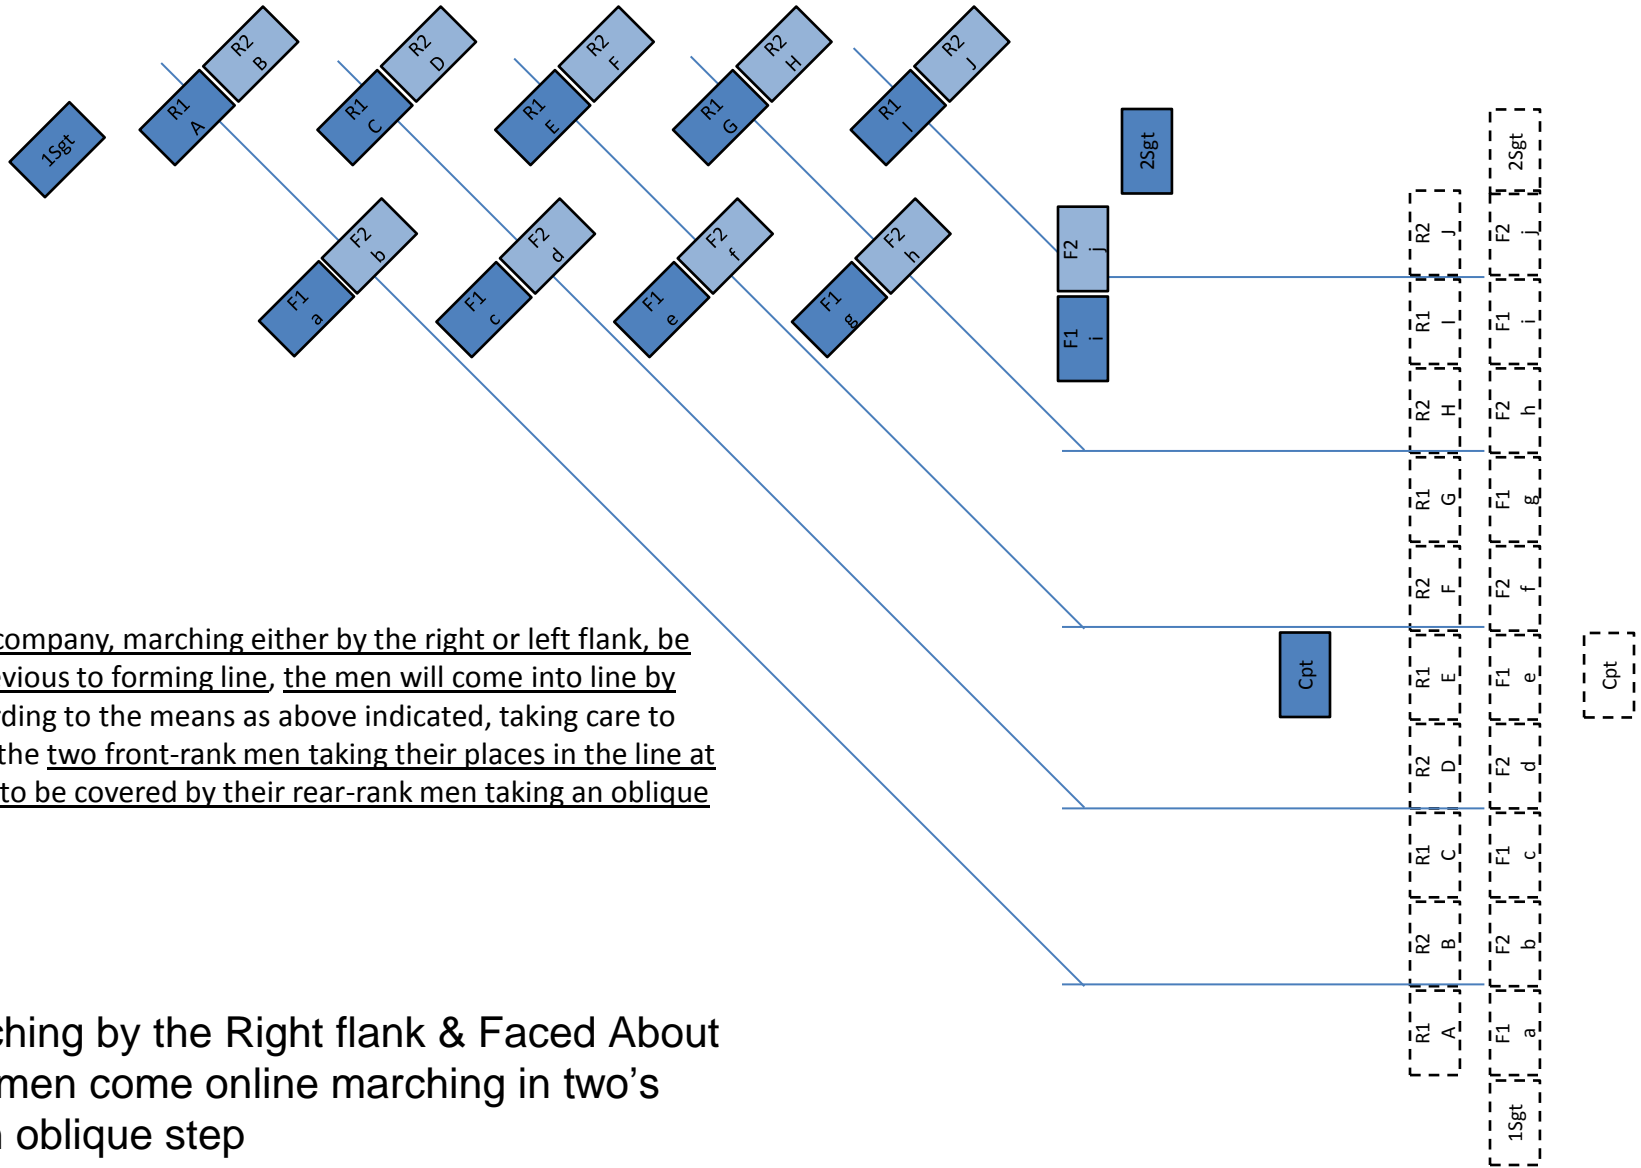 R2
B
R2
D
R2
F
R2
H
R2
J
R1
A
R1
C
R1
E
R1
G
R1
I
1Sgt
2Sgt
F2
b
F2
d
F2
f
F2
h
F2
j
F1
a
F1
c
F1
e
F1
g
F1
i
2Sgt
R2
J
F2
j
R1
I
F1
i
R2
H
F2
h
R1
G
F1
g
R2
F
F2
f
Cpt
R1
E
F1
e
Cpt
R2
D
F2
d
R1
C
F1
c
R2
B
F2
b
R1
A
F1
a
1Sgt
company, marching either by the right or left flank, be
evious to forming line, the men will come into line by
rding to the means as above indicated, taking care to
the two front-rank men taking their places in the line at
to be covered by their rear-rank men taking an oblique
ching by the Right flank & Faced About
men come online marching in two’s
n oblique step